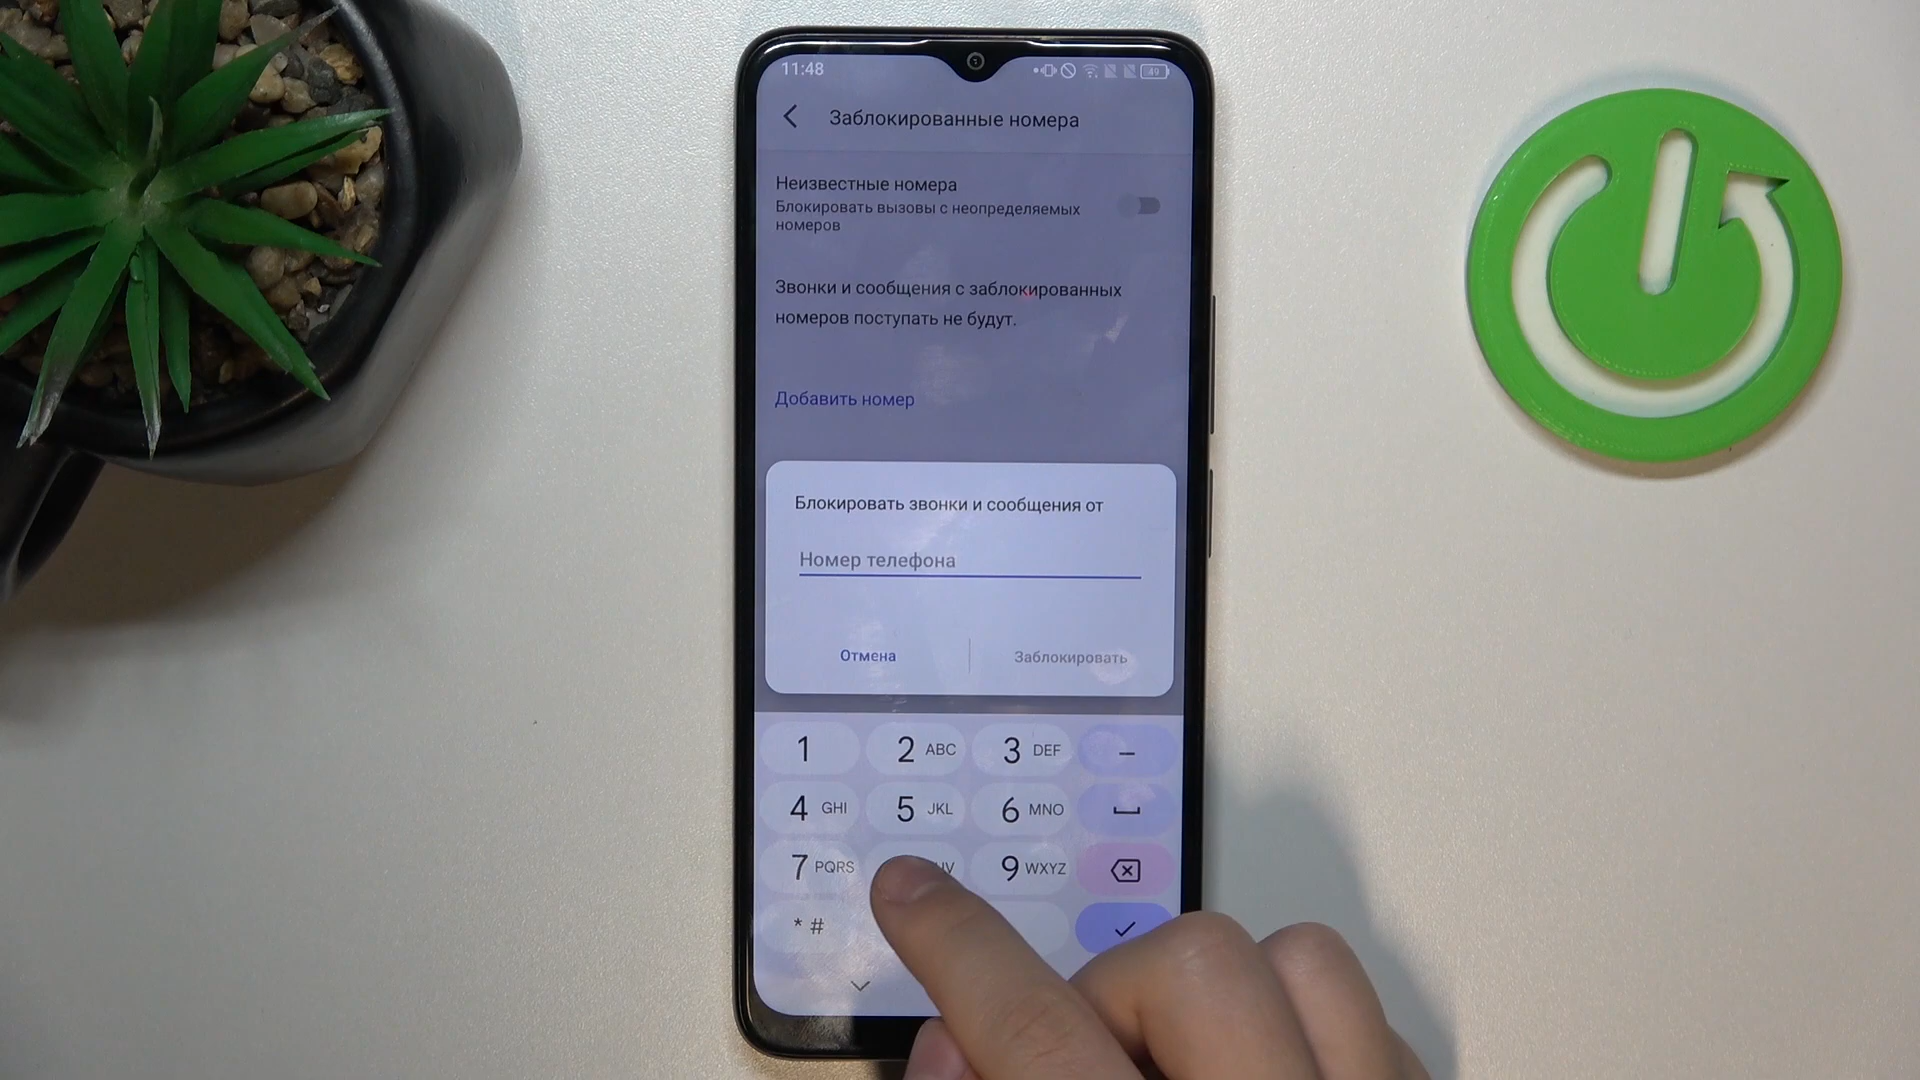 11:48
49
Заблокированные номера
Неизвестные номера
Блокировать вызовы с неопределяемых
номеров
Звонки и сообщения с заблокированных
номеров поступать не будут.
Добавить номер
Блокировать звонки и сообщения от
Номер телефона
Отмена Заблокировать
1 2 ABC 3 DEF –
4 GHI 5 JKL 6 MNO
7 PQRS UV 9 WXYZ
* #